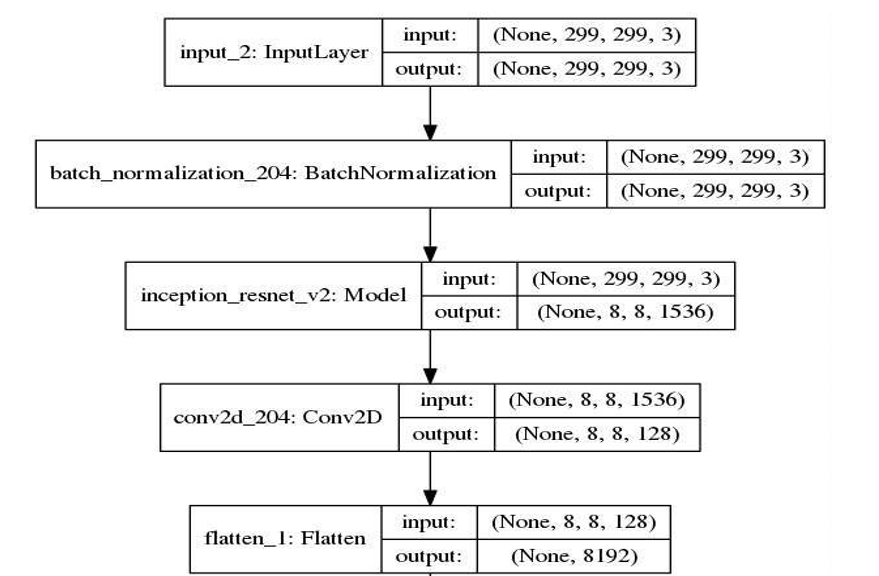 input_2: InputLayer
input: (None, 299, 299, 3)
output: (None, 299, 299, 3)
batch_normalization_204: BatchNormalization
input: (None, 299, 299, 3)
output: (None, 299, 299, 3)
inception_resnet_v2: Model
input: (None, 299, 299, 3)
output: (None, 8, 8, 1536)
conv2d_204: Conv2D
input: (None, 8, 8, 1536)
output: (None, 8, 8, 128)
flatten_1: Flatten
input: (None, 8, 8, 128)
output: (None, 8192)